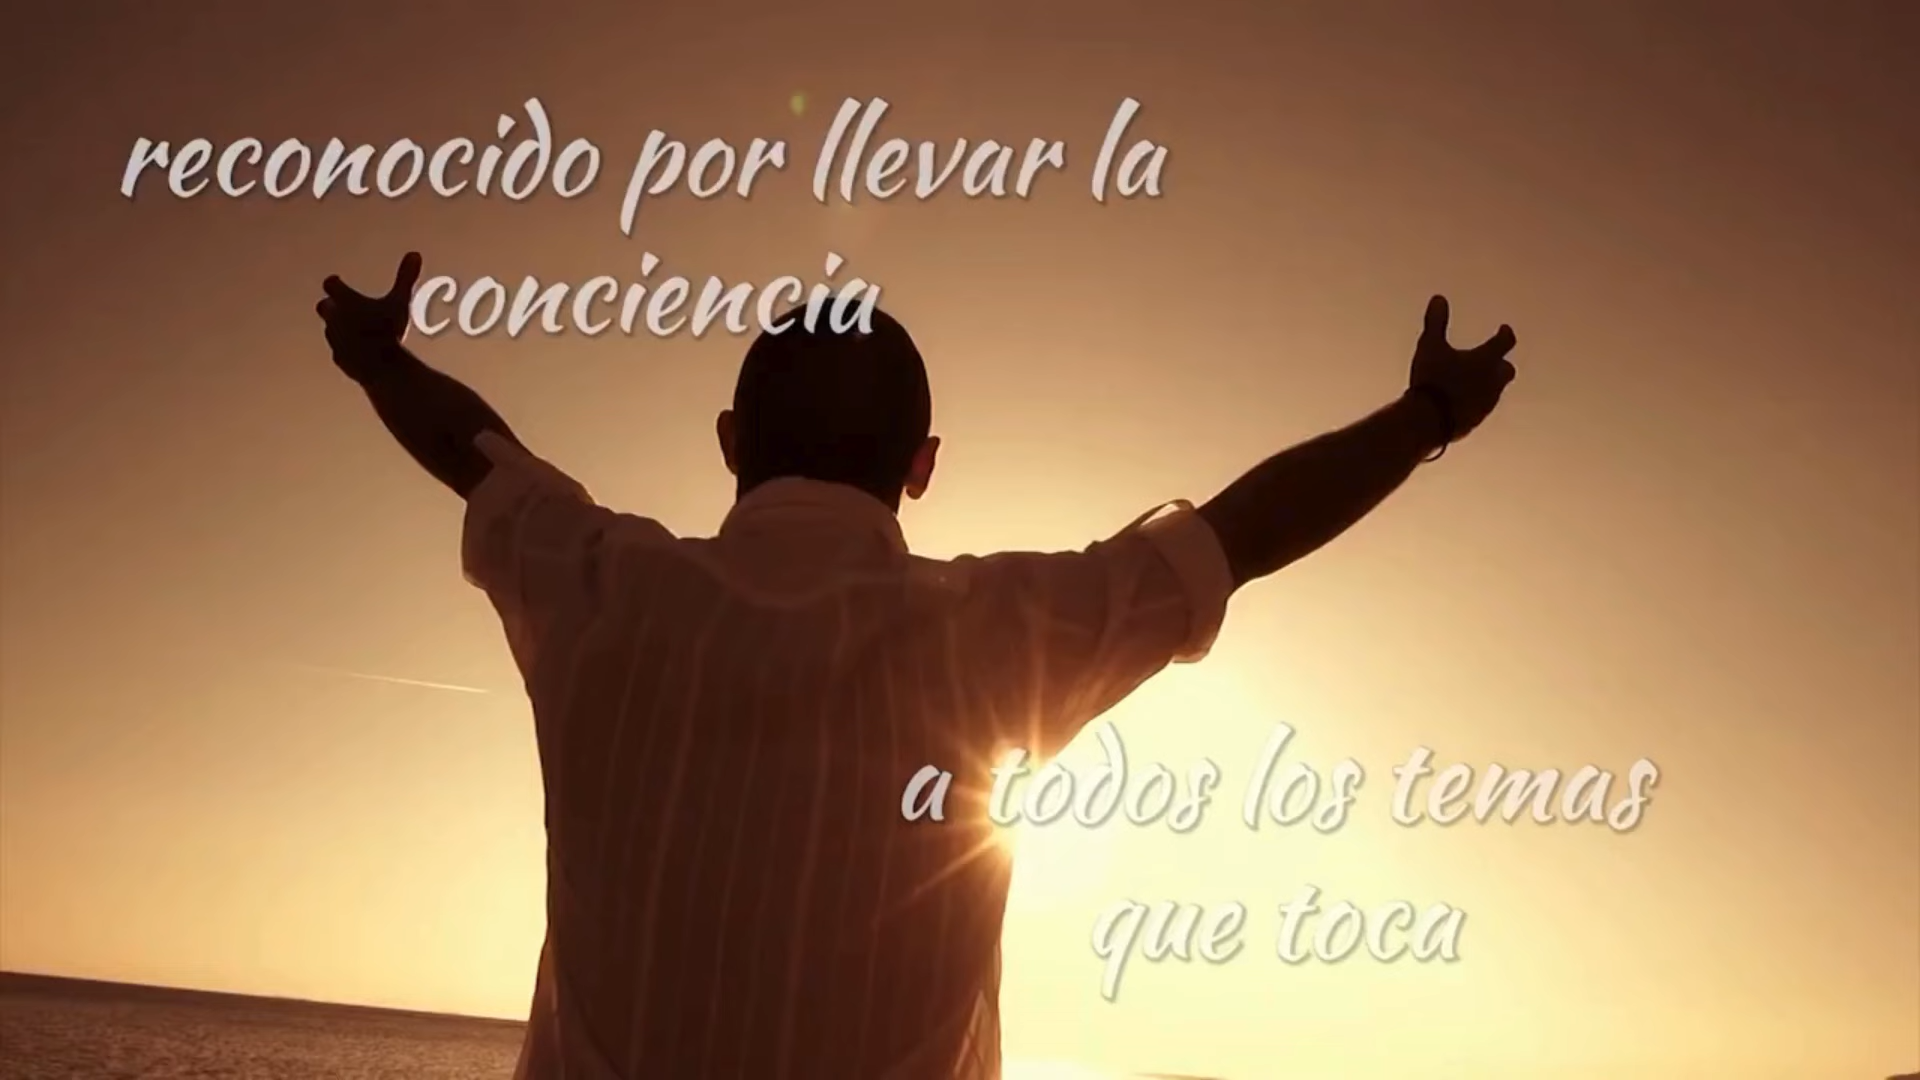 reconocido por llevar la
conciencia
a todos los temas
que toca